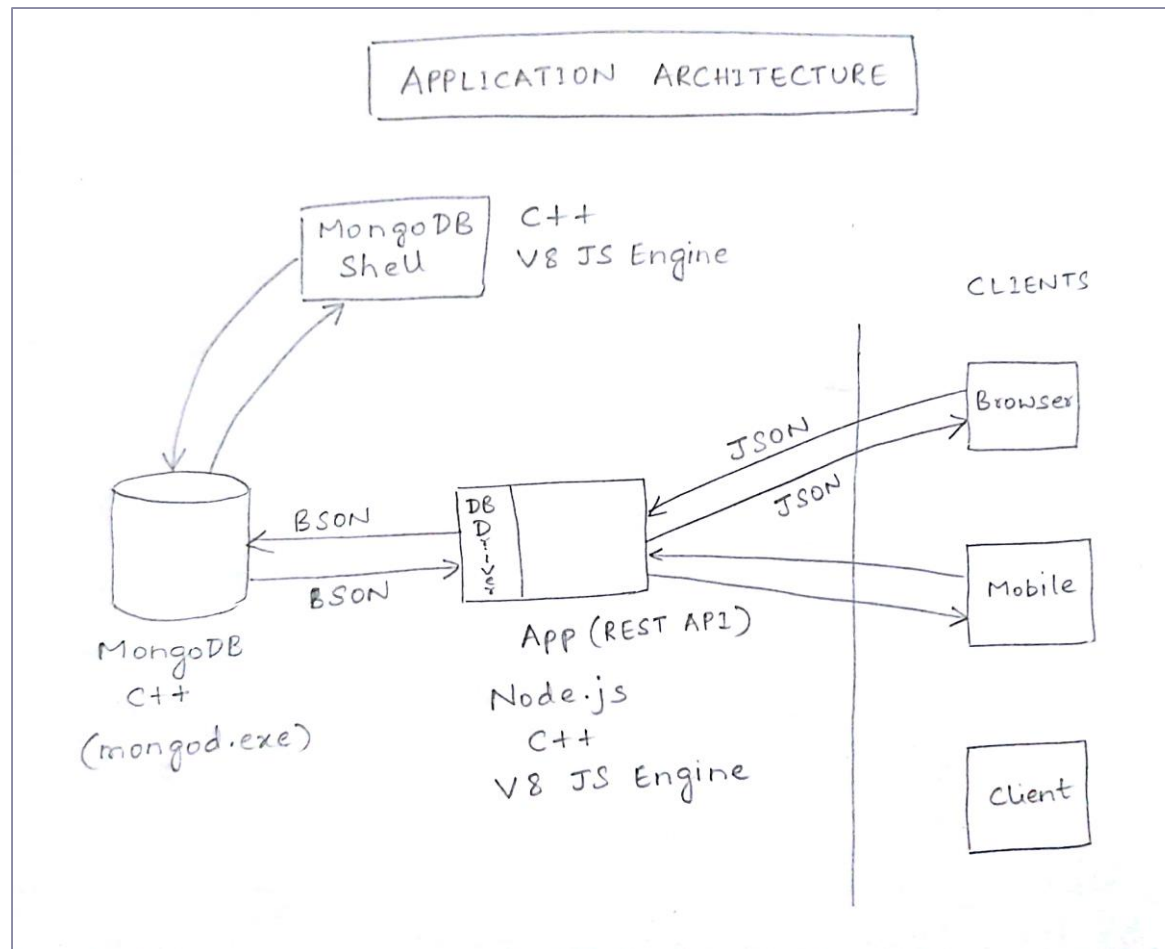 APPLICATION ARCHITECTURE
MongoDB
Shell
C++
V8 JS Engine
CLIENTS
Browser
JSON
JSON
BSON
BSON
DB
Driver
Mobile
App (REST API)
MongoDB
C++
(mongod.exe)
Node.js
C++
V8 JS Engine
Client